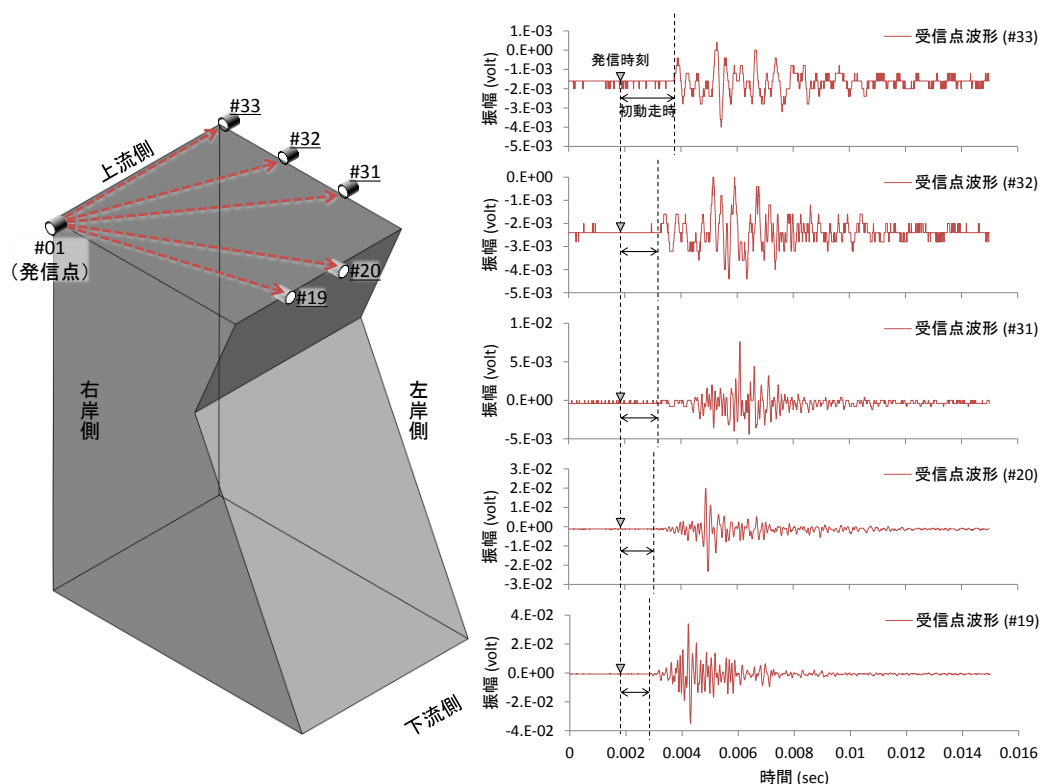 #33
#32
#31
上流側
#01
（発信点）
#20
#19
右岸側
左岸側
下流側
1.E-03
0.E+00
-1.E-03
-2.E-03
-3.E-03
-4.E-03
-5.E-03
振幅 (volt)
発信時刻
初動走時
受信点波形 (#33)
0.E+00
-1.E-03
-2.E-03
-3.E-03
-4.E-03
-5.E-03
振幅 (volt)
受信点波形 (#32)
1.E-02
5.E-03
0.E+00
-5.E-03
振幅 (volt)
受信点波形 (#31)
3.E-02
2.E-02
1.E-02
0.E+00
-1.E-02
-2.E-02
-3.E-02
振幅 (volt)
受信点波形 (#20)
4.E-02
2.E-02
0.E+00
-2.E-02
-4.E-02
振幅 (volt)
受信点波形 (#19)
0 0.002 0.004 0.006 0.008 0.01 0.012 0.014 0.016
時間 (sec)